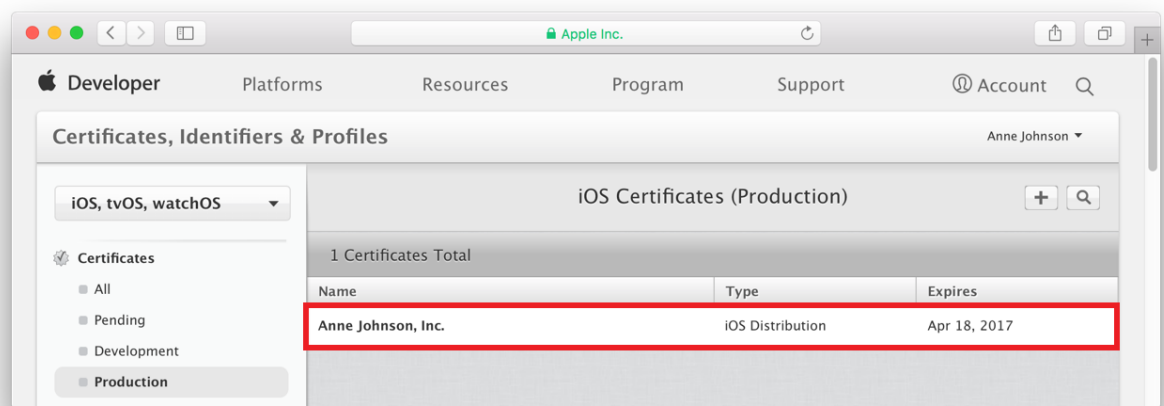 Apple Inc.
Developer Platforms Resources Program Support Account
Certificates, Identifiers & Profiles Anne Johnson
iOS, tvOS, watchOS
iOS Certificates (Production)
Certificates
1 Certificates Total
All
Name Type Expires
Pending
Anne Johnson, Inc. iOS Distribution Apr 18, 2017
Development
Production